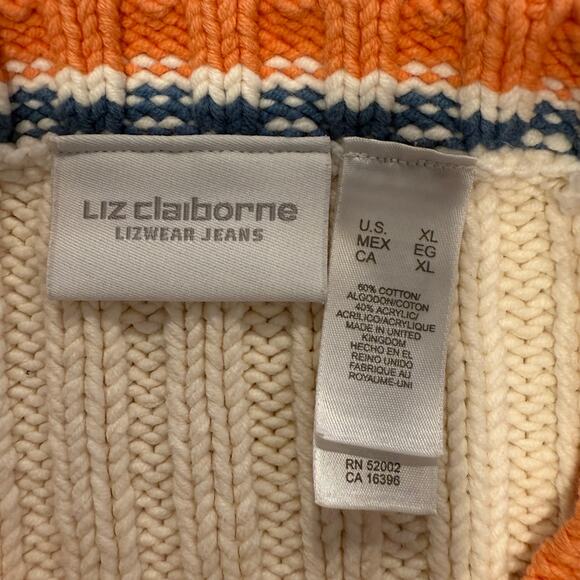 Liz claiborne
LIZWEAR JEANS
U.S. XL
MEX EG
CA XL
60% COTTON/
ALGODON/COTON
40% ACRYLIC/
ACRILICO/ACRYLIQUE
MADE IN UNITED
KINGDOM
HECHO EN EL
REINO UNIDO
FABRIQUE AU
ROYAUME-UNI
RN 52002
CA 16396